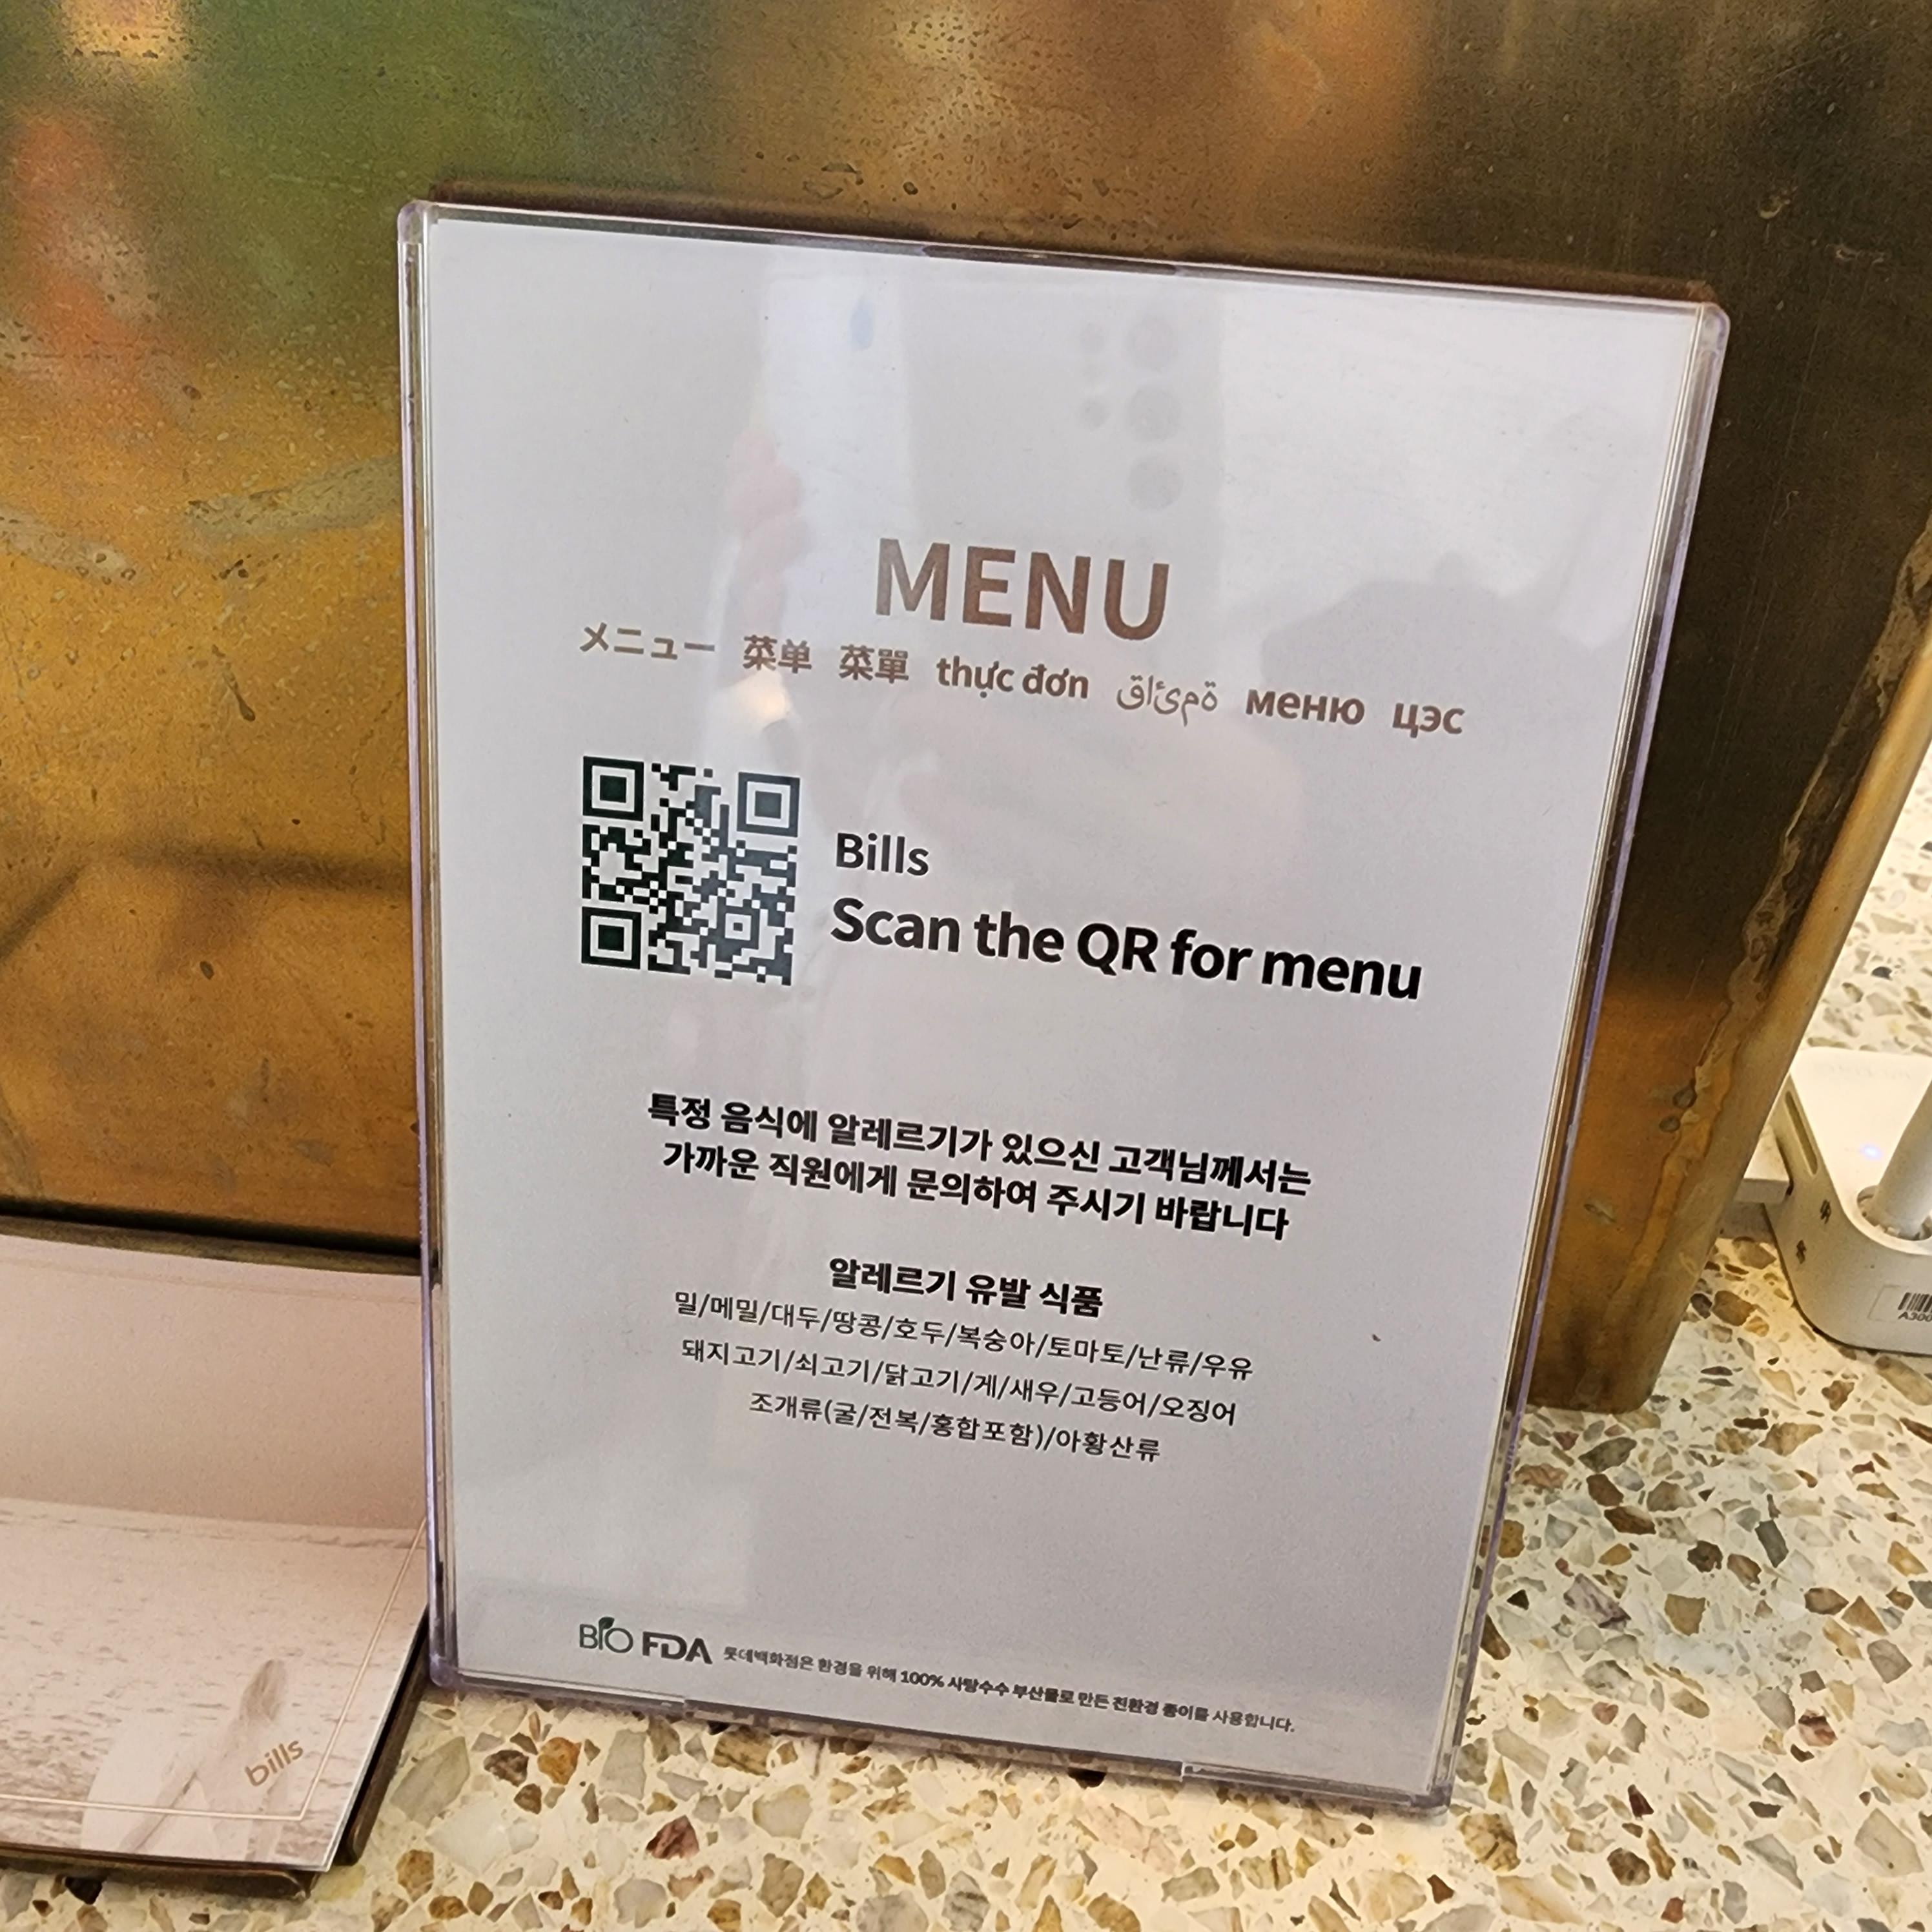 MENU
メニュー 菜单 菜單 thực đơn قائمة меню цэс
Bills
Scan the QR for menu
특정 음식에 알레르기가 있으신 고객님께서는
가까운 직원에게 문의하여 주시기 바랍니다
알레르기 유발 식품
밀/메밀/대두/땅콩/호두/복숭아/토마토/난류/우유
돼지고기/쇠고기/닭고기/게/새우/고등어/오징어
조개류(굴/전복/홍합포함)/아황산류
BIO FDA 롯데백화점은 환경을 위해 100% 사탕수수 부산물로 만든 친환경 종이를 사용합니다.
bills